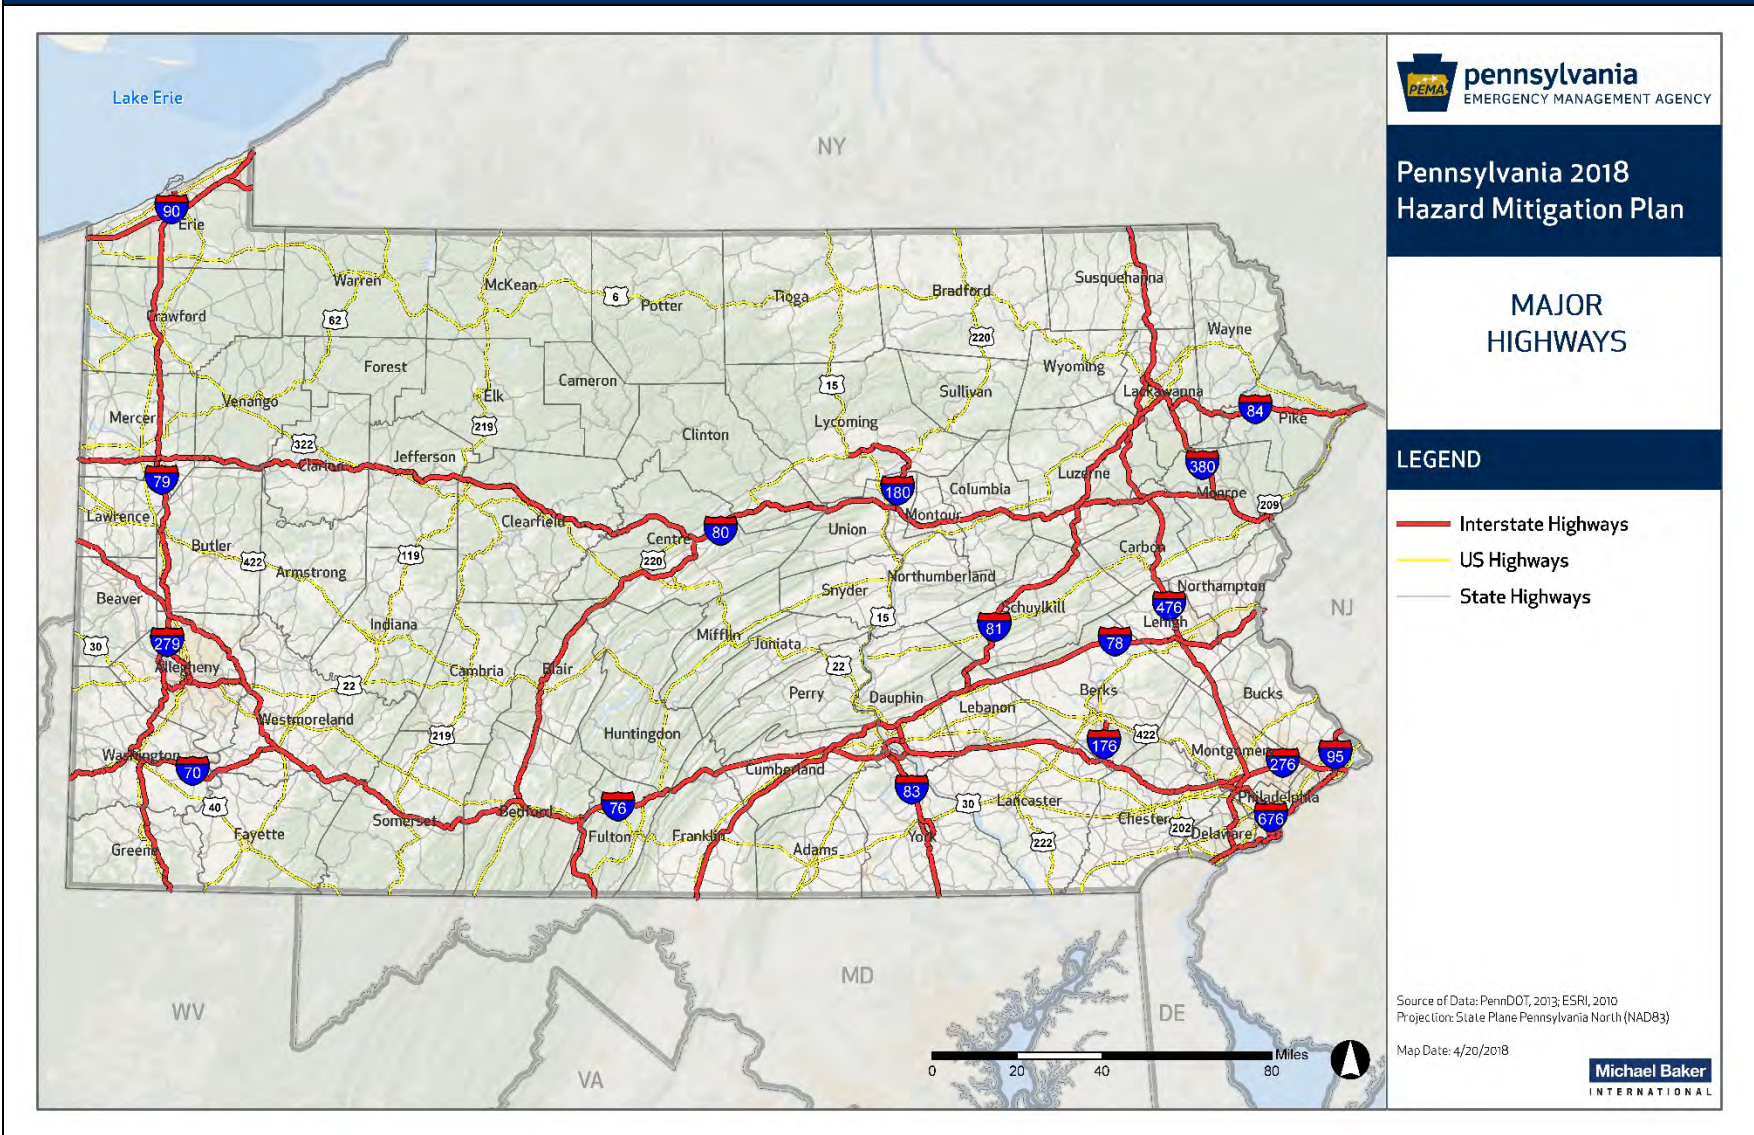 Lake Erie
NY
90
Erie
Warren
McKean
6
Potter
Tioga
Bradford
Susquehanna
Crawford
62
Wayne
220
Forest
Wyoming
Cameron
15
Sullivan
Lackawanna
Venango
Elk
84
Pike
Mercer
219
Lycoming
322
Clinton
Clarion
Jefferson
380
79
Luzerne
180
Columbia
Monroe
209
Lawrence
Clearfield
Montour
80
Union
Centre
Butler
119
220
Carbon
422
Armstrong
Northumberland
Northampton
Beaver
Snyder
476
NJ
15
Schuylkill
Indiana
81
Lehigh
279
Mifflin
78
30
Juniata
Allegheny
22
Cambria
Blair
22
Perry
Dauphin
Berks
Bucks
Lebanon
Westmoreland
219
Huntingdon
422
176
Washington
Montgomery
95
70
Cumberland
276
83
40
76
30
Lancaster
Philadelphia
Bedford
Somerset
Chester
676
Fayette
Fulton
Franklin
York
202
Delaware
Greene
Adams
222
WV
MD
DE
VA
Miles
0 20 40 80
PEMA
pennsylvania
EMERGENCY MANAGEMENT AGENCY
Pennsylvania 2018
Hazard Mitigation Plan
MAJOR
HIGHWAYS
LEGEND
Interstate Highways
US Highways
State Highways
Source of Data: PennDOT, 2013; ESRI, 2010
Projection: State Plane Pennsylvania North (NAD83)
Map Date: 4/20/2018
Michael Baker
INTERNATIONAL